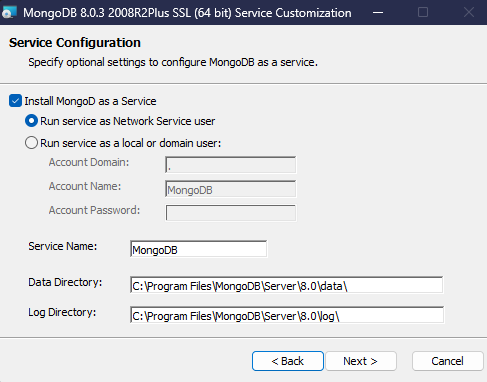 MongoDB 8.0.3 2008R2Plus SSL (64 bit) Service Customization
Service Configuration
Specify optional settings to configure MongoDB as a service.
Install MongoD as a Service
Run service as Network Service user
Run service as a local or domain user:
Account Domain: .
Account Name: MongoDB
Account Password:
Service Name: MongoDB
Data Directory: C:\Program Files\MongoDB\Server\8.0\data\
Log Directory: C:\Program Files\MongoDB\Server\8.0\log\
< Back Next > Cancel